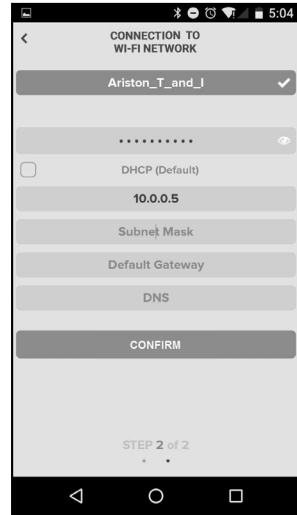 5:04
CONNECTION TO
WI-FI NETWORK
Ariston_T_and_I
••••••••••
DHCP (Default)
10.0.0.5
Subnet Mask
Default Gateway
DNS
CONFIRM
STEP 2 of 2